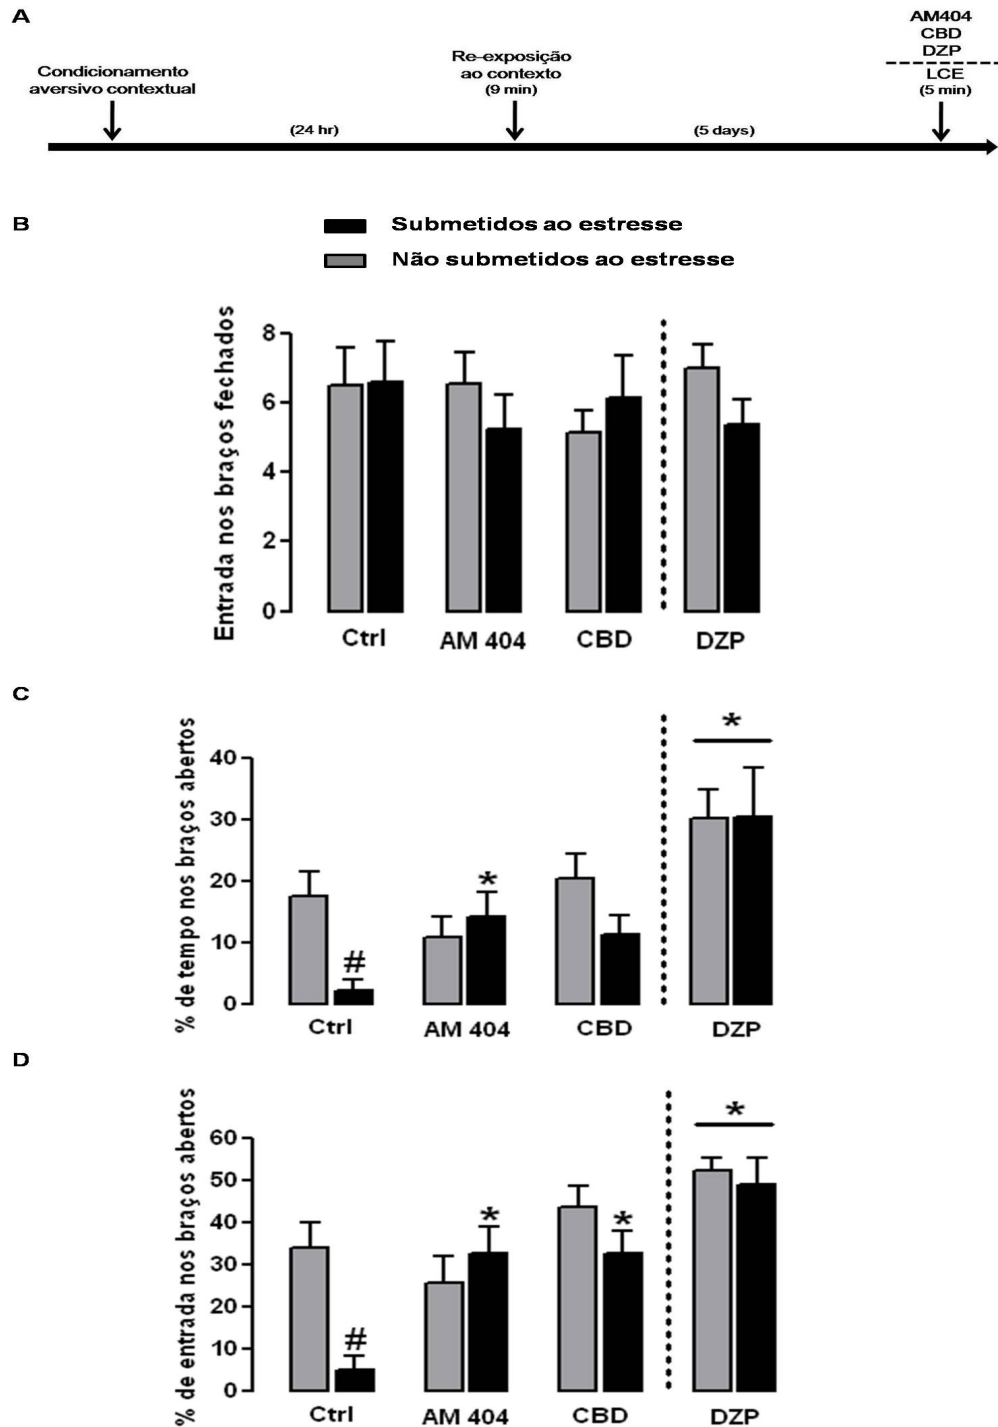 A
Condicionamento
aversivo contextual
(24 hr)
Re-exposição
ao contexto
(9 min)
(5 days)
AM404
CBD
DZP
LCE
(5 min)
B
Submetidos ao estresse
Não submetidos ao estresse
Entrada nos braços fechados
8
6
4
2
0
Ctrl
AM 404
CBD
DZP
C
% de tempo nos braços abertos
40
30
20
10
0
#
*
*
Ctrl
AM 404
CBD
DZP
D
% de entrada nos braços abertos
60
50
40
30
20
10
0
#
*
*
*
Ctrl
AM 404
CBD
DZP